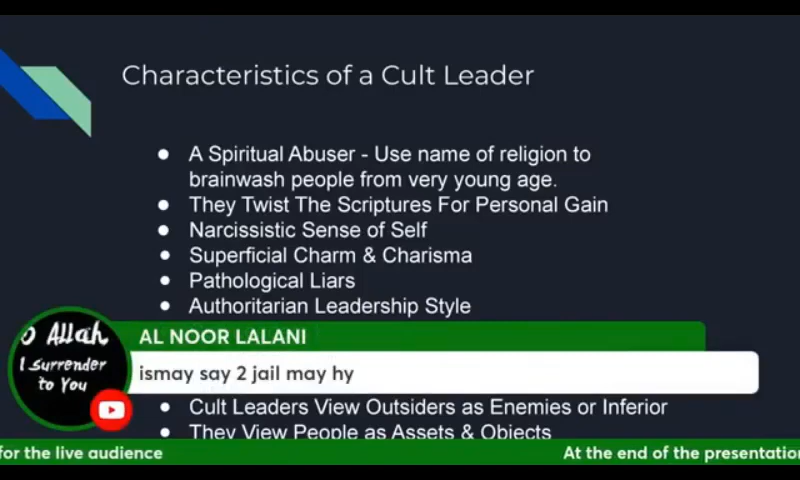 Characteristics of a Cult Leader
A Spiritual Abuser - Use name of religion to
brainwash people from very young age.
They Twist The Scriptures For Personal Gain
Narcissistic Sense of Self
Superficial Charm & Charisma
Pathological Liars
Authoritarian Leadership Style
O Allah
I surrender
to You
AL NOOR LALANI
ismay say 2 jail may hy
Cult Leaders View Outsiders as Enemies or Inferior
They View People as Assets & Objects
for the live audience
At the end of the presentation